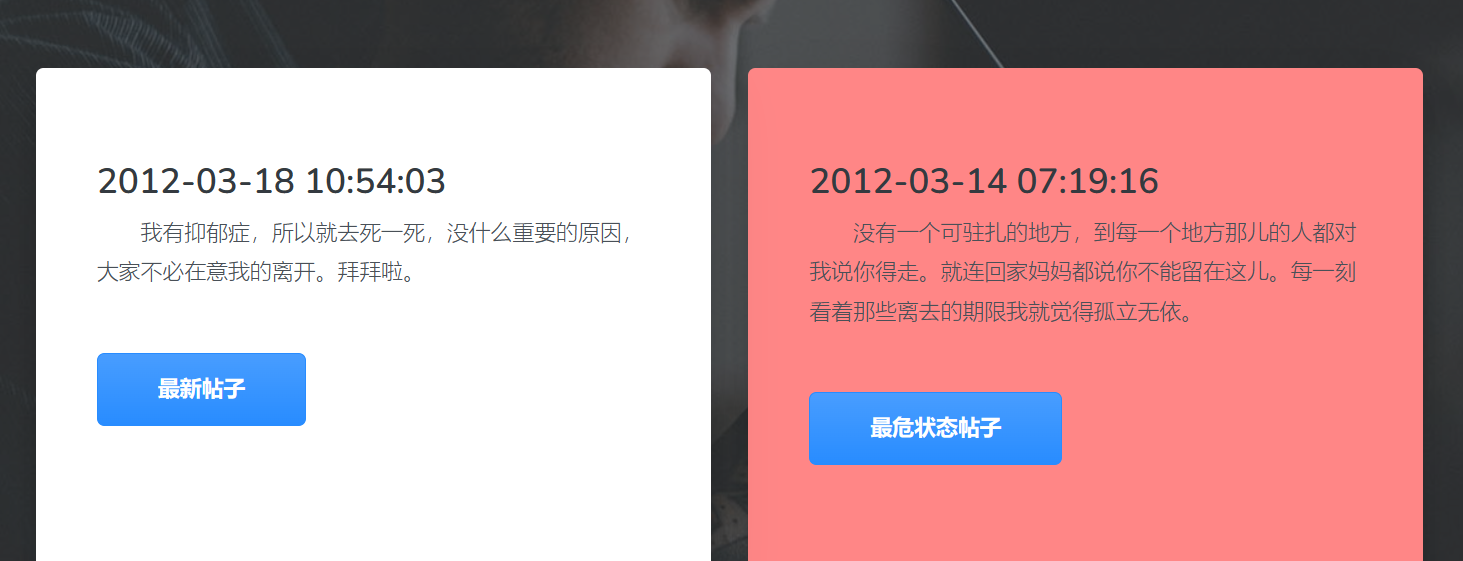 2012-03-18 10:54:03
我有抑郁症，所以就去死一死，没什么重要的原因，
大家不必在意我的离开。拜拜啦。
最新帖子
2012-03-14 07:19:16
没有一个可驻扎的地方，到每一个地方那儿的人都对
我说你得走。就连回家妈妈都说你不能留在这儿。每一刻
看着那些离去的期限我就觉得孤立无依。
最危状态帖子